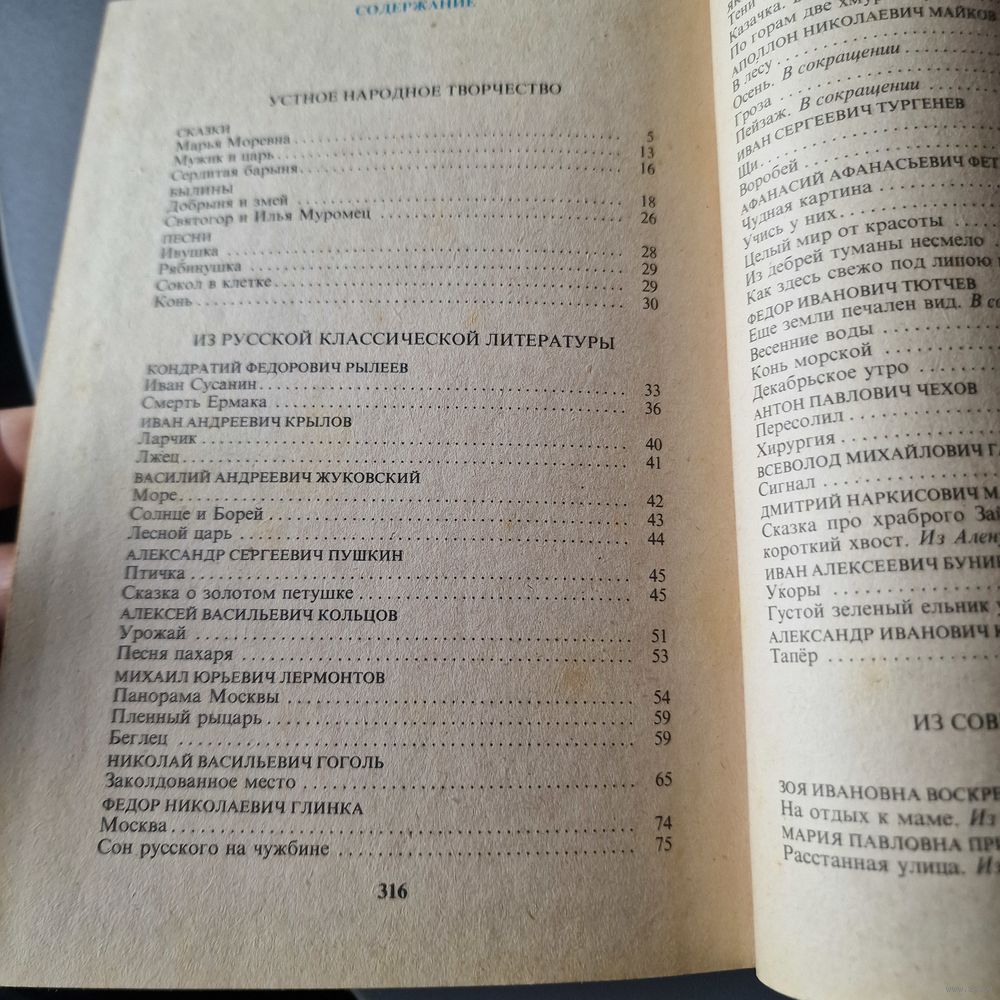 СОДЕРЖАНИЕ
УСТНОЕ НАРОДНОЕ ТВОРЧЕСТВО
СКАЗКИ
Марья Моревна 5
Мужик и царь 13
Сердитая барыня 16
БЫЛИНЫ
Добрыня и змей 18
Святогор и Илья Муромец 26
ПЕСНИ
Ивушка 28
Рябинушка 29
Сокол в клетке 29
Конь 30
ИЗ РУССКОЙ КЛАССИЧЕСКОЙ ЛИТЕРАТУРЫ
КОНДРАТИЙ ФЕДОРОВИЧ РЫЛЕЕВ
Иван Сусанин 33
Смерть Ермака 36
ИВАН АНДРЕЕВИЧ КРЫЛОВ
Ларчик 40
Лжец 41
ВАСИЛИЙ АНДРЕЕВИЧ ЖУКОВСКИЙ
Море 42
Солнце и Борей 43
Лесной царь 44
АЛЕКСАНДР СЕРГЕЕВИЧ ПУШКИН
Птичка 45
Сказка о золотом петушке 45
АЛЕКСЕЙ ВАСИЛЬЕВИЧ КОЛЬЦОВ
Урожай 51
Песня пахаря 53
МИХАИЛ ЮРЬЕВИЧ ЛЕРМОНТОВ
Панорама Москвы 54
Пленный рыцарь 59
Беглец 59
НИКОЛАЙ ВАСИЛЬЕВИЧ ГОГОЛЬ
Заколдованное место 65
ФЕДОР НИКОЛАЕВИЧ ГЛИНКА
Москва 74
Сон русского на чужбине 75
316
Тени
Казачка.
По горам две хмур
АПОЛЛОН НИКОЛАЕВИЧ МАЙКОВ
В лесу
Осень. В сокращении
Гроза
Пейзаж. В сокращении
ИВАН СЕРГЕЕВИЧ ТУРГЕНЕВ
Щи
Воробей
АФАНАСИЙ АФАНАСЬЕВИЧ ФЕТ
Чудная картина
Учись у них
Целый мир от красоты
Из дебрей туманы несмело
Как здесь свежо под липою
ФЕДОР ИВАНОВИЧ ТЮТЧЕВ
Еще земли печален вид. В со
Весенние воды
Конь морской
Декабрьское утро
АНТОН ПАВЛОВИЧ ЧЕХОВ
Пересолил
Хирургия
ВСЕВОЛОД МИХАЙЛОВИЧ ГА
Сигнал
ДМИТРИЙ НАРКИСОВИЧ М
Сказка про храброго Зай
короткий хвост. Из Алену
ИВАН АЛЕКСЕЕВИЧ БУНИ
Укоры
Густой зеленый ельник у
АЛЕКСАНДР ИВАНОВИЧ К
Тапёр
ИЗ СОВ
ЗОЯ ИВАНОВНА ВОСКРЕ
На отдых к маме. Из
МАРИЯ ПАВЛОВНА ПРИ
Расстанная улица. Из